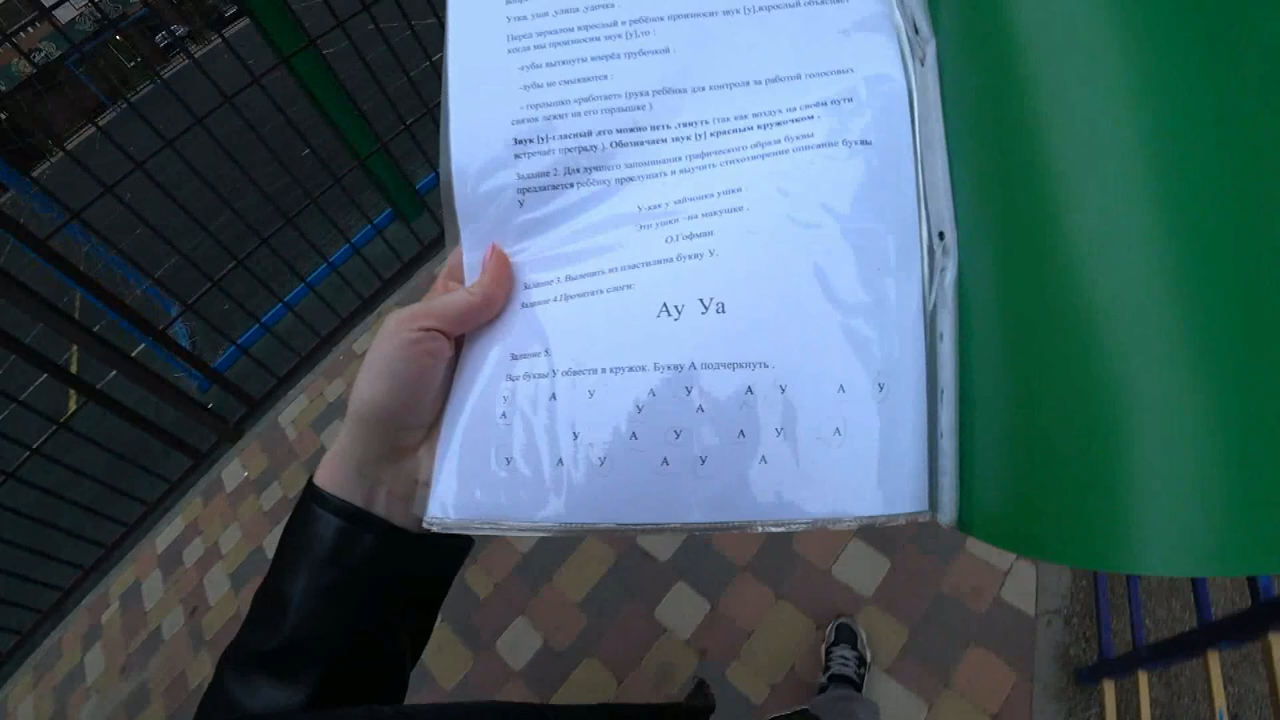 Утка, уши ,улица ,удочка .
Перед зеркалом взрослый и ребёнок произносит звук [у],взрослый объясняет
когда мы произносим звук [у],то :
-губы вытянуты вперёд трубочкой .
-зубы не смыкаются :
- горлышко «работает» (рука ребёнка для контроля за работой голосовых
связок лежит на его горлышке )
Звук [у]-гласный ,его можно петь ,тянуть (так как воздух на своём пути
встречает преграду ). Обозначаем звук [у] красным кружочком .
Задание 2. Для лучшего запоминания графического образа буквы
предлагается ребёнку прослушать и выучить стихотворение описание буквы
У
У-как у зайчонка ушки
Эти ушки –на макушке .
О.Гофман
Задание 3. Вылепить из пластилина букву У.
Задание 4.Прочитать слоги:
Ау Уа
Задание 5.
Все буквы У обвести в кружок. Букву А подчеркнуть .
У А У А У А У А У
А У А
У А У А У А
У А У А У А